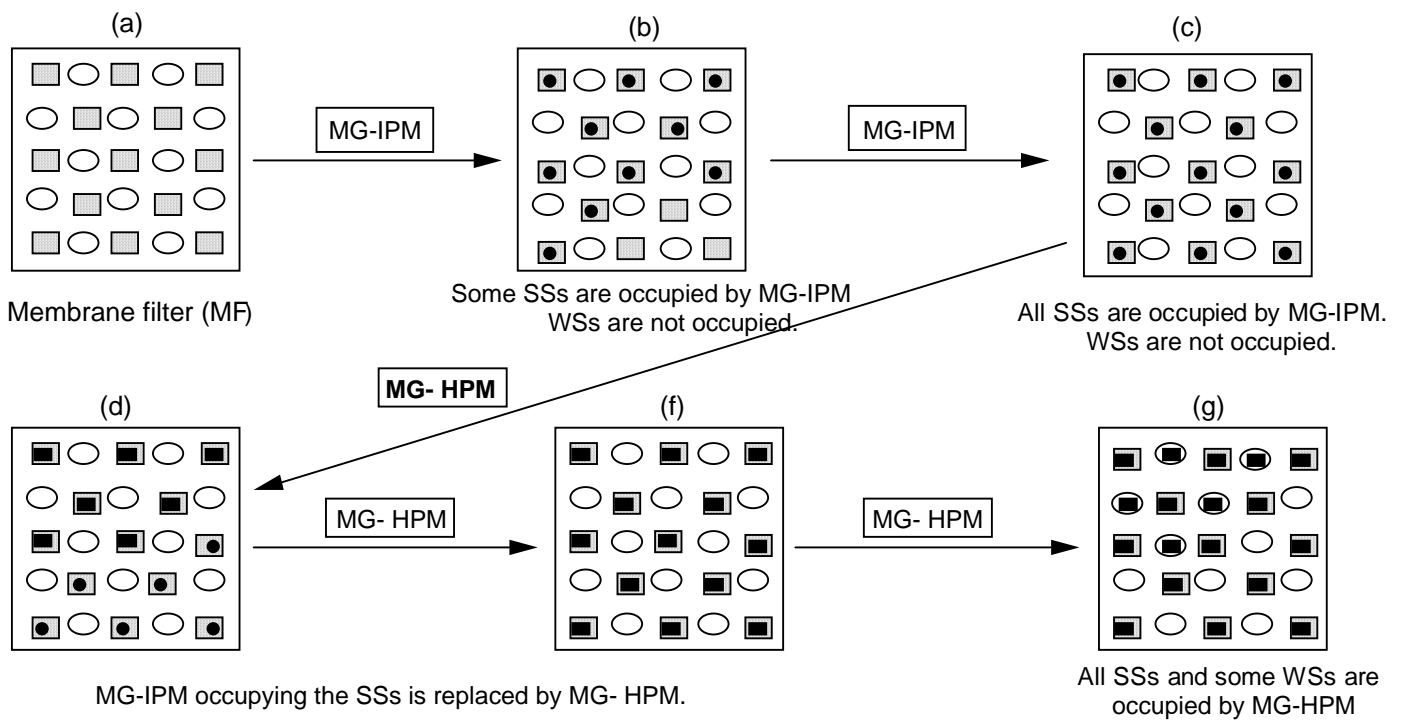 (a)
(b)
(c)
MG-IPM
MG-IPM
Membrane filter (MF)
Some SSs are occupied by MG-IPM
WSs are not occupied.
All SSs are occupied by MG-IPM.
WSs are not occupied.
MG- HPM
(d)
(f)
(g)
MG- HPM
MG- HPM
MG-IPM occupying the SSs is replaced by MG- HPM.
All SSs and some WSs are
occupied by MG-HPM